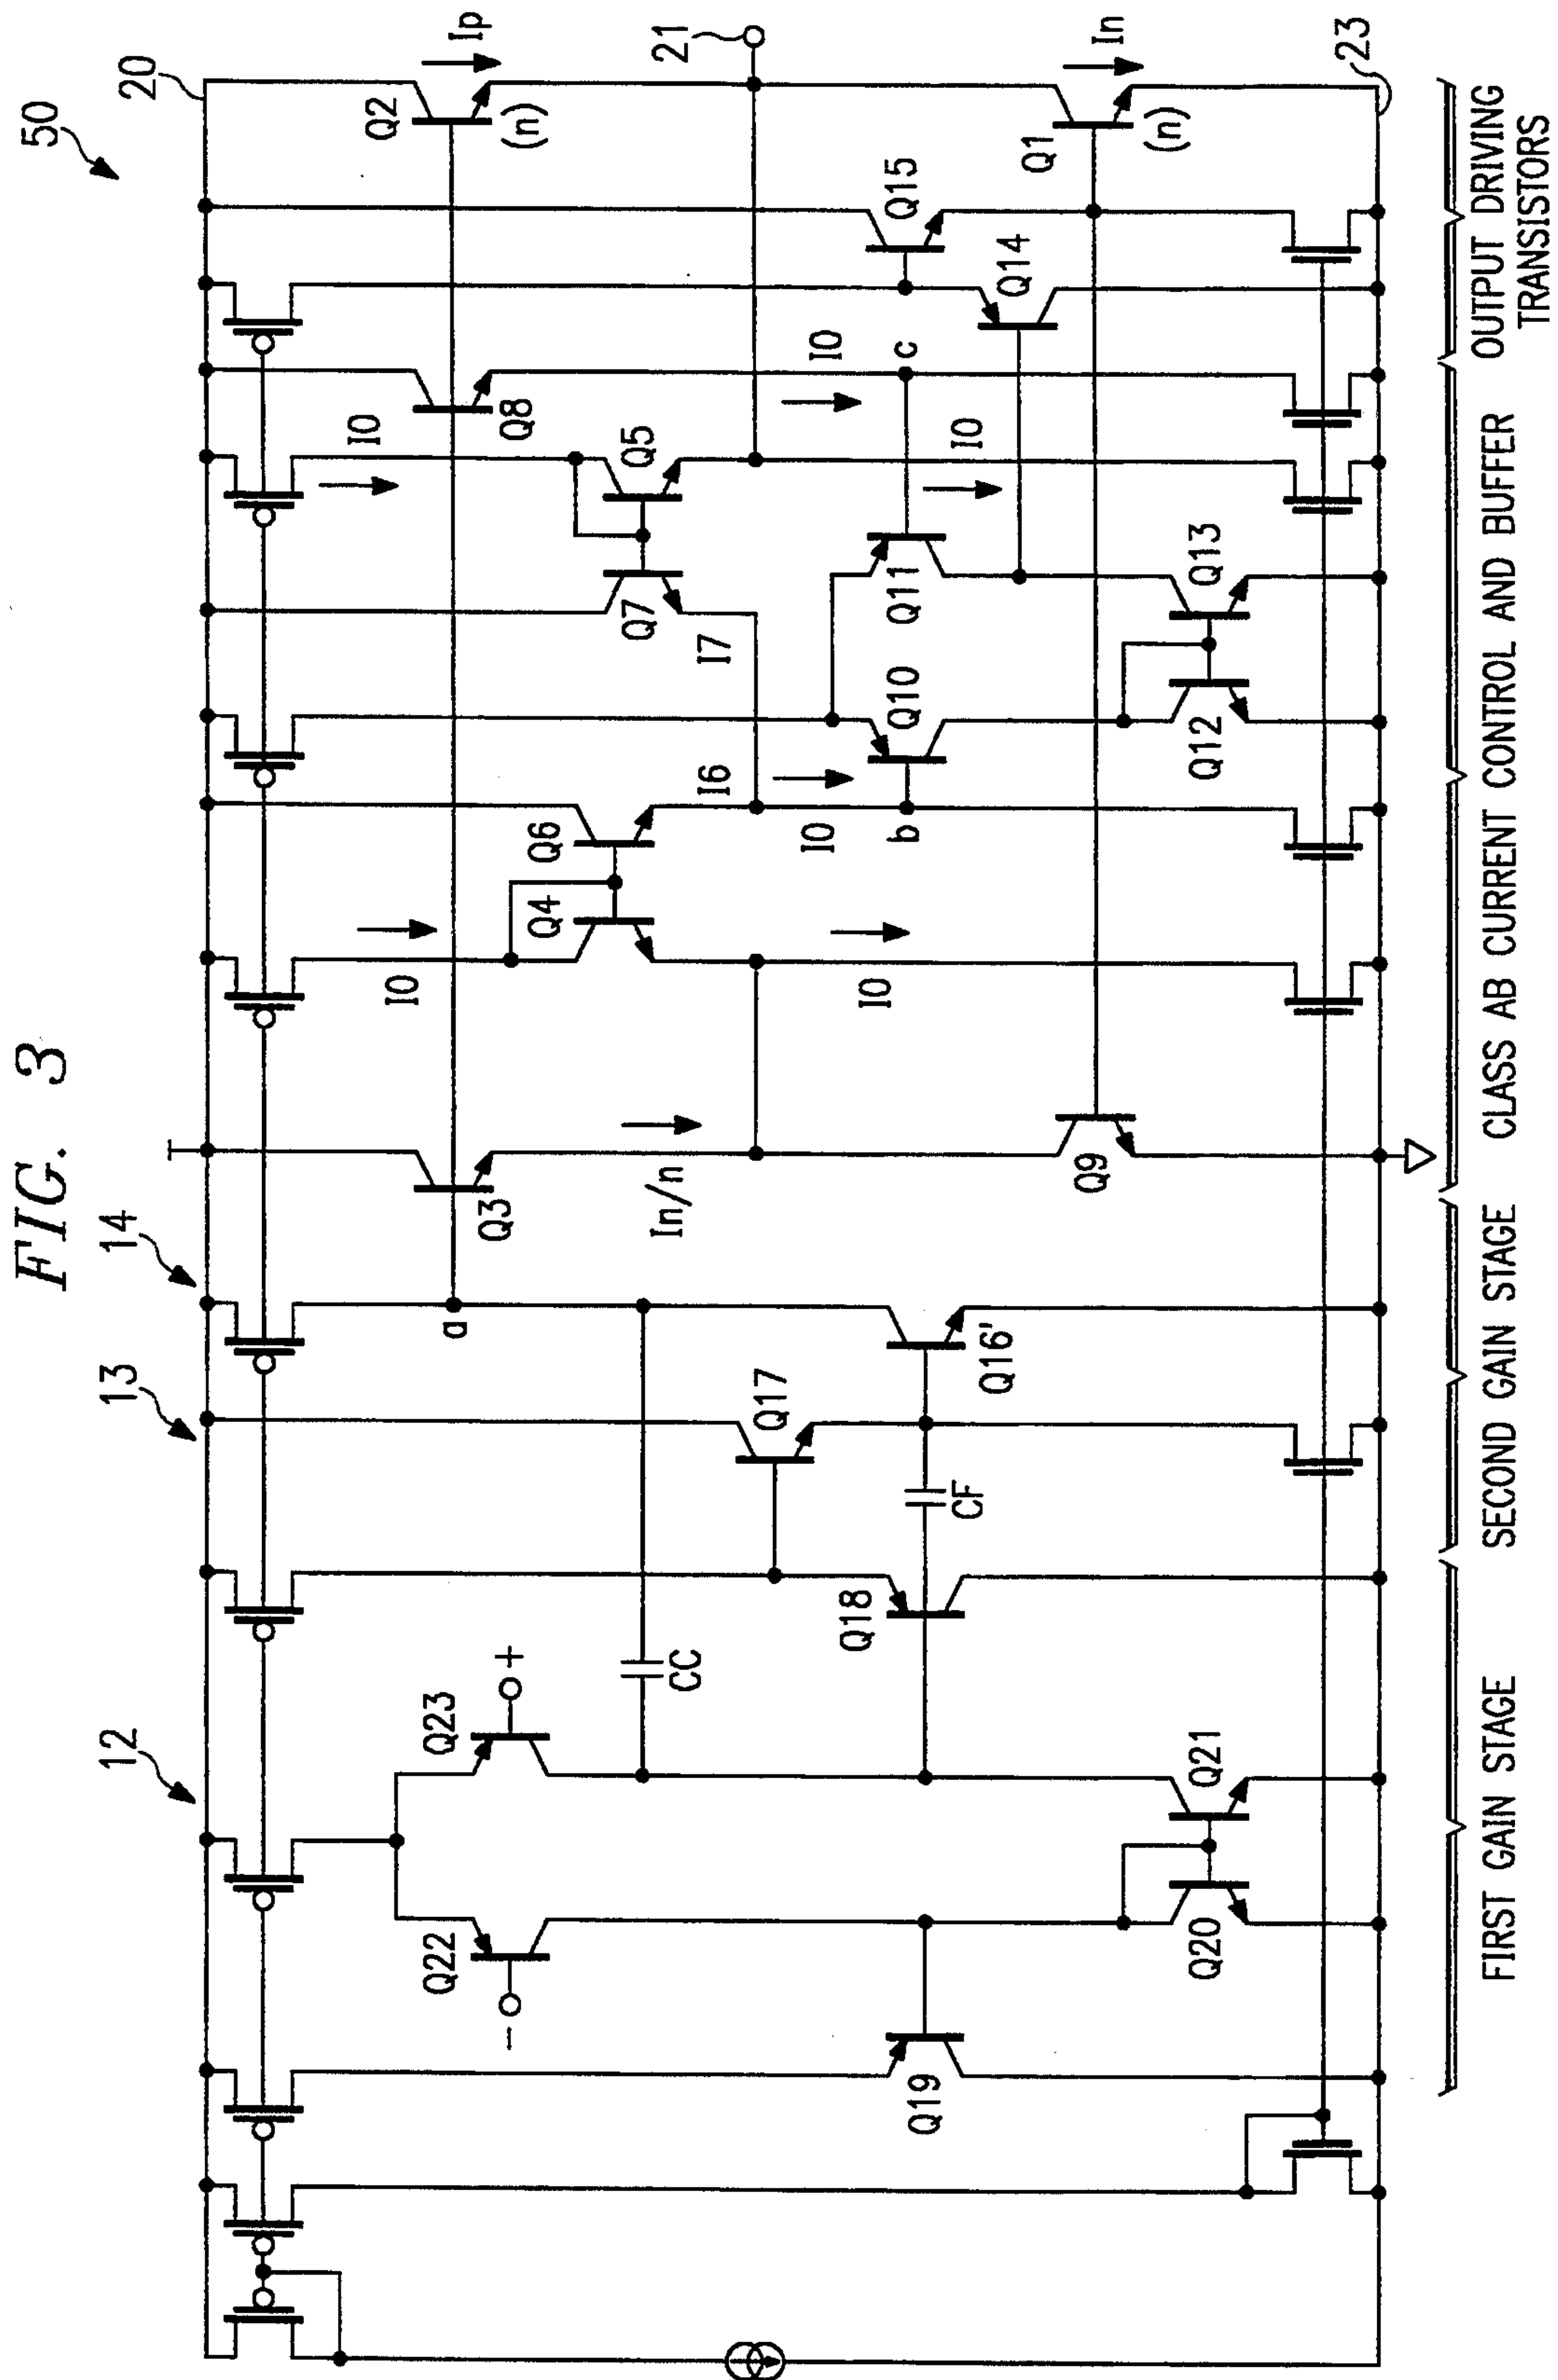 FIG. 3
50
12
13
14
20
Q2
(n)
Ip
21
Q1
(n)
In
23
Q15
Q14
Q8
I0
c
I0
Q5
I0
Q7
I7
Q11
Q13
Q10
Q12
Q6
I6
I0
b
Q4
I0
I0
Q3
In/n
Q9
a
Q16'
Q17
CF
Q18
CC
Q23
+
Q22
-
Q21
Q20
Q19
FIRST GAIN STAGE
SECOND GAIN STAGE
CLASS AB CURRENT CONTROL AND BUFFER
OUTPUT DRIVING
TRANSISTORS